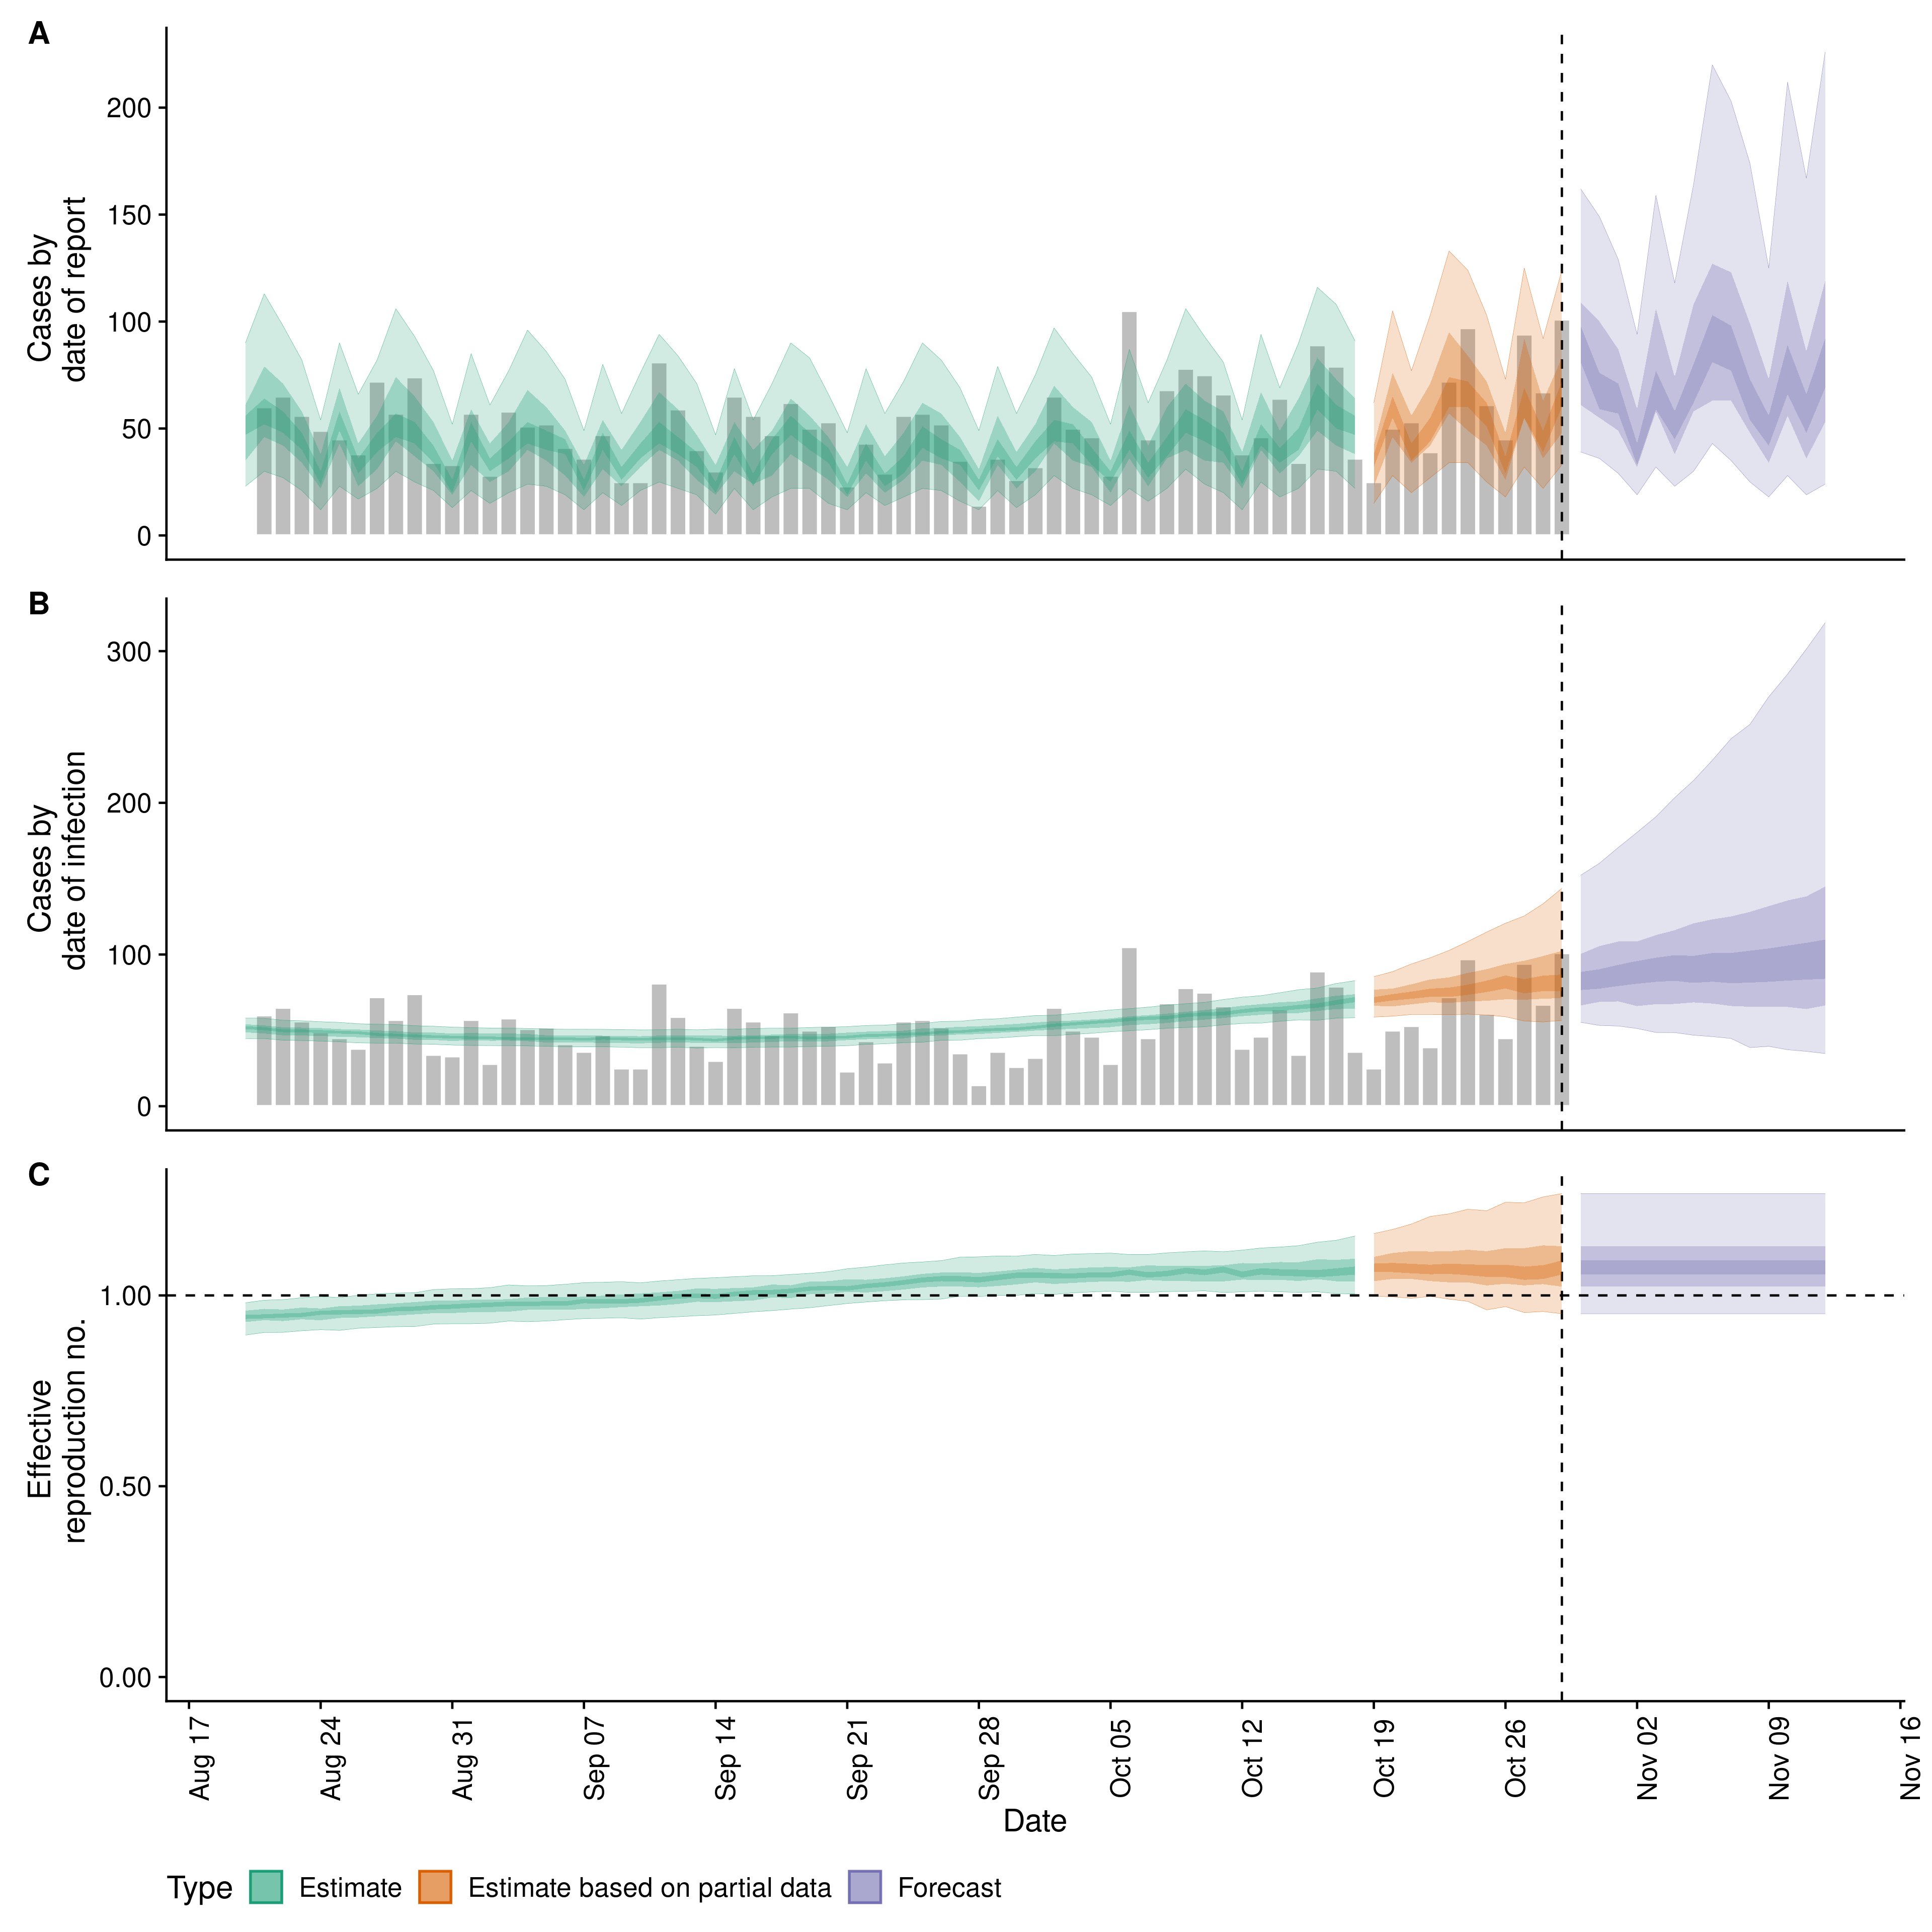 A
200
150
100
50
0
Cases by
date of report
B
300
200
100
0
Cases by
date of infection
C
1.00
0.50
0.00
Effective
reproduction no.
Aug 17
Aug 24
Aug 31
Sep 07
Sep 14
Sep 21
Sep 28
Oct 05
Oct 12
Oct 19
Oct 26
Nov 02
Nov 09
Nov 16
Date
Type Estimate Estimate based on partial data Forecast